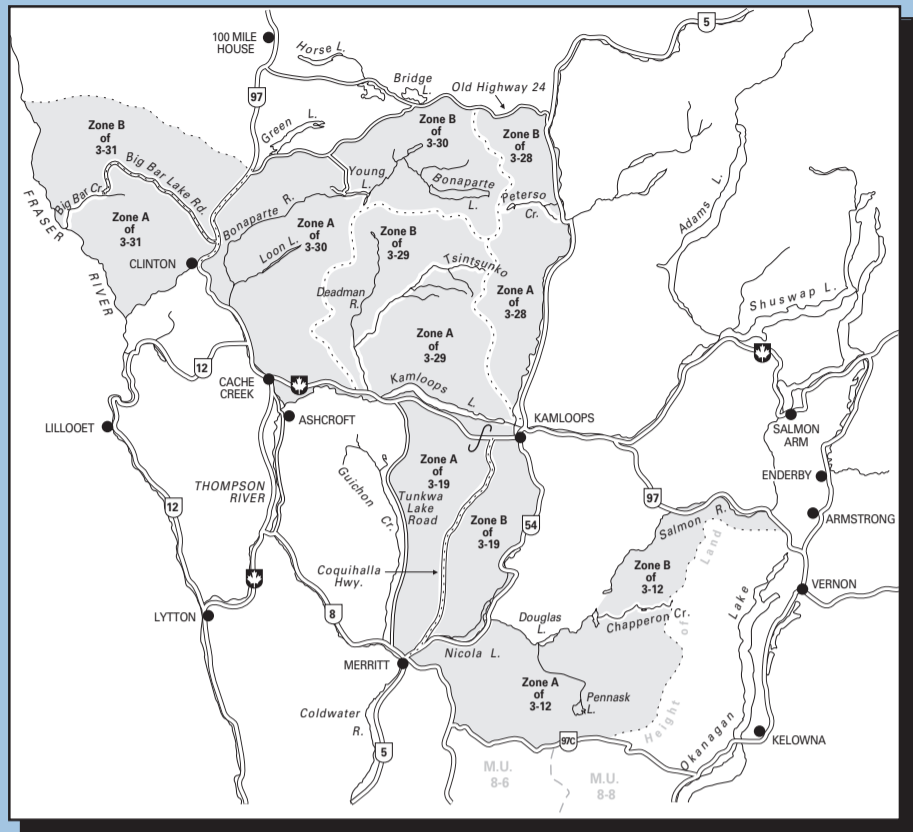 5
100 MILE
HOUSE
Horse L.
Bridge
L.
Old Highway 24
97
Green L.
Zone B
of
3-31
Zone B
of
3-30
Zone B
of
3-28
Big Bar Lake Rd.
Young
L.
Bonaparte
L.
Peterso
Cr.
Big Bar Cr.
Adams L.
FRASER
RIVER
Zone A
of
3-31
Bonaparte R.
Zone A
of
3-30
Loon L.
Zone B
of
3-29
Tsintsunko
CLINTON
Deadman
R.
Zone A
of
3-28
Shuswap L.
Zone A
of
3-29
12
CACHE
CREEK
Kamloops
L.
ASHCROFT
KAMLOOPS
LILLOOET
SALMON
ARM
Zone A
of
3-19
Guichon
Cr.
ENDERBY
THOMPSON
RIVER
Tunkwa
Lake
Road
97
12
Zone B
of
3-19
54
Salmon R.
ARMSTRONG
Land
Coquihalla
Hwy.
Zone B
of
3-12
VERNON
LYTTON
8
Douglas
L.
Chapperon Cr.
of
Lake
Nicola L.
MERRITT
Zone A
of
3-12
Pennask
L.
Coldwater
R.
Height
Okanagan
97C
KELOWNA
5
M.U.
8-6
M.U.
8-8